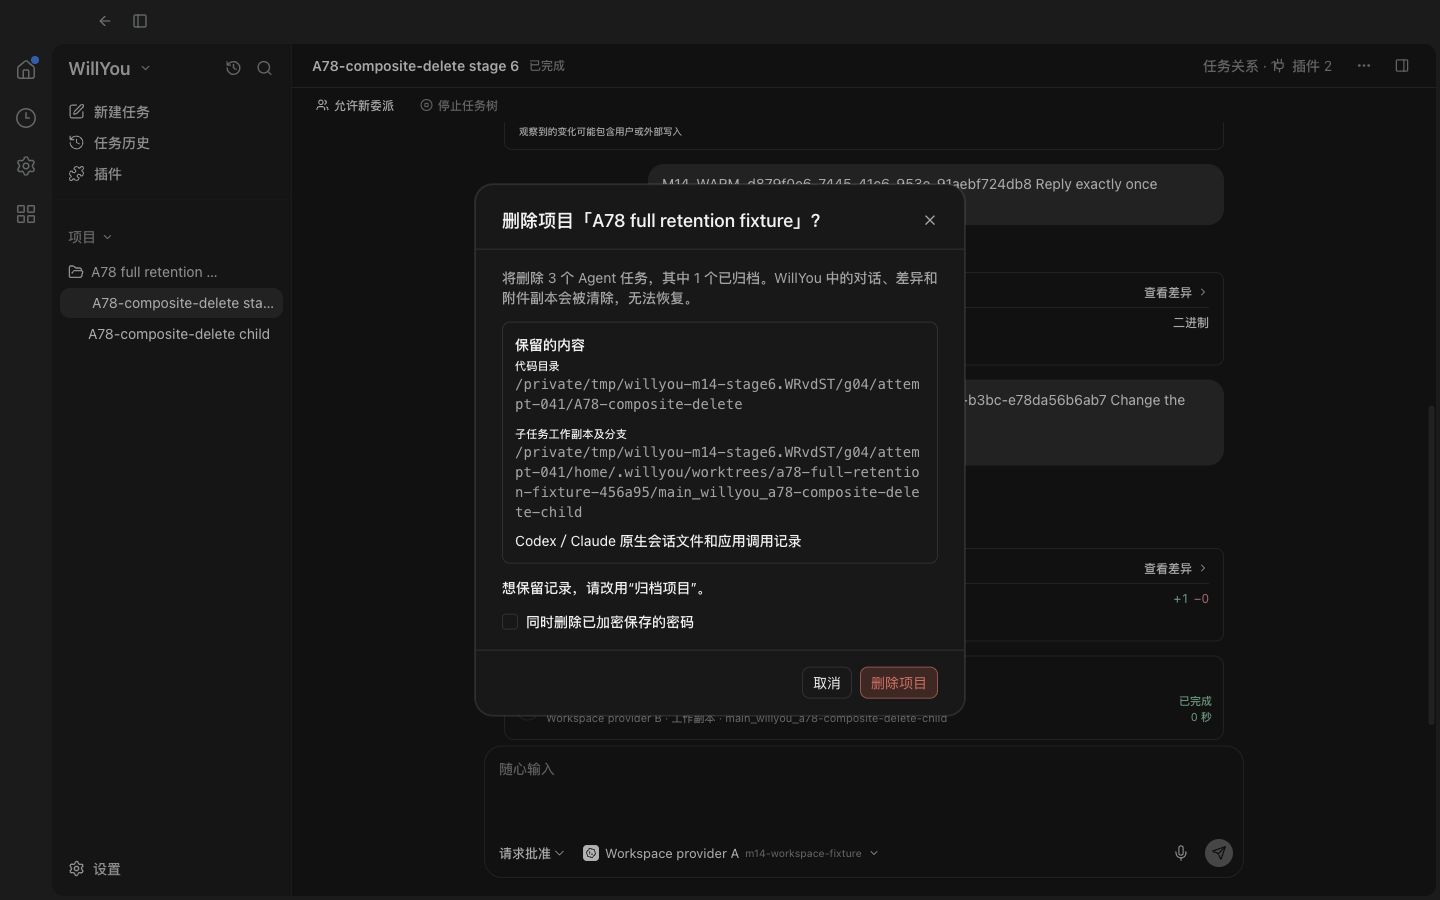 WillYou
新建任务
任务历史
插件
项目
A78 full retention ...
A78-composite-delete sta...
A78-composite-delete child
设置
A78-composite-delete stage 6 已完成
任务关系 · 插件 2
允许新委派 停止任务树
观察到的变化可能包含用户或外部写入
M14_WARM_d879f0e6-7445-41c6-953e-91aebf724db8 Reply exactly once
查看差异
二进制
-b3bc-e78da56b6ab7 Change the
查看差异
+1 −0
已完成
0 秒
Workspace provider B · 工作副本 · main_willyou_a78-composite-delete-child
删除项目「A78 full retention fixture」?
将删除 3 个 Agent 任务，其中 1 个已归档。WillYou 中的对话、差异和
附件副本会被清除，无法恢复。
保留的内容
代码目录
/private/tmp/willyou-m14-stage6.WRvdST/g04/attem
pt-041/A78-composite-delete
子任务工作副本及分支
/private/tmp/willyou-m14-stage6.WRvdST/g04/attem
pt-041/home/.willyou/worktrees/a78-full-retentio
n-fixture-456a95/main_willyou_a78-composite-dele
te-child
Codex / Claude 原生会话文件和应用调用记录
想保留记录，请改用“归档项目”。
同时删除已加密保存的密码
取消 删除项目
随心输入
请求批准 Workspace provider A m14-workspace-fixture